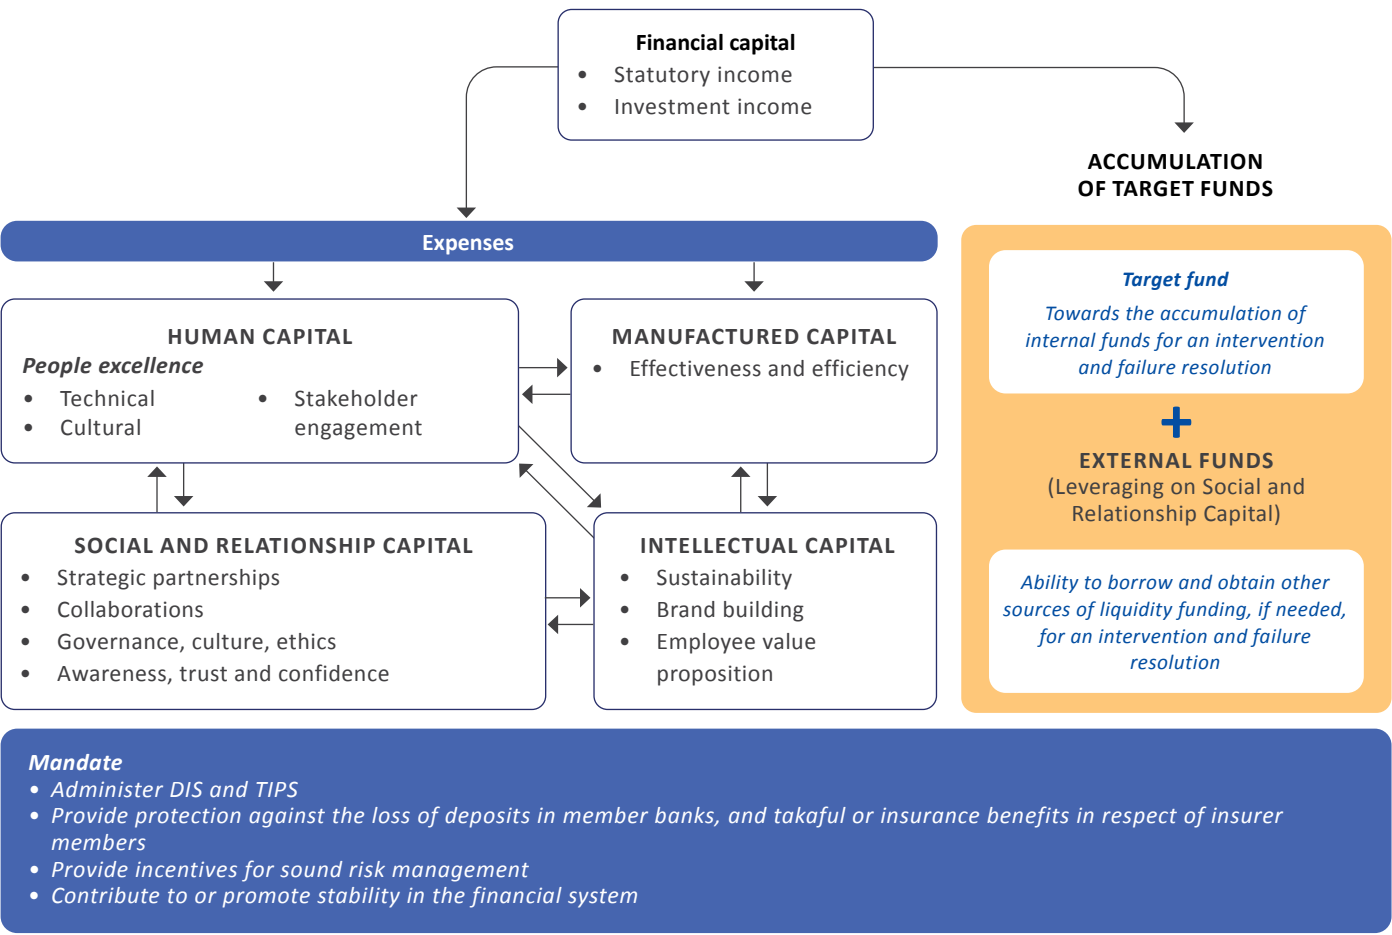 Financial capital
• Statutory income
• Investment income
ACCUMULATION
OF TARGET FUNDS
Expenses
HUMAN CAPITAL
People excellence
• Technical
• Cultural
• Stakeholder
engagement
MANUFACTURED CAPITAL
• Effectiveness and efficiency
SOCIAL AND RELATIONSHIP CAPITAL
• Strategic partnerships
• Collaborations
• Governance, culture, ethics
• Awareness, trust and confidence
INTELLECTUAL CAPITAL
• Sustainability
• Brand building
• Employee value
proposition
Target fund
Towards the accumulation of
internal funds for an intervention
and failure resolution
+
EXTERNAL FUNDS
(Leveraging on Social and
Relationship Capital)
Ability to borrow and obtain other
sources of liquidity funding, if needed,
for an intervention and failure
resolution
Mandate
• Administer DIS and TIPS
• Provide protection against the loss of deposits in member banks, and takaful or insurance benefits in respect of insurer
members
• Provide incentives for sound risk management
• Contribute to or promote stability in the financial system